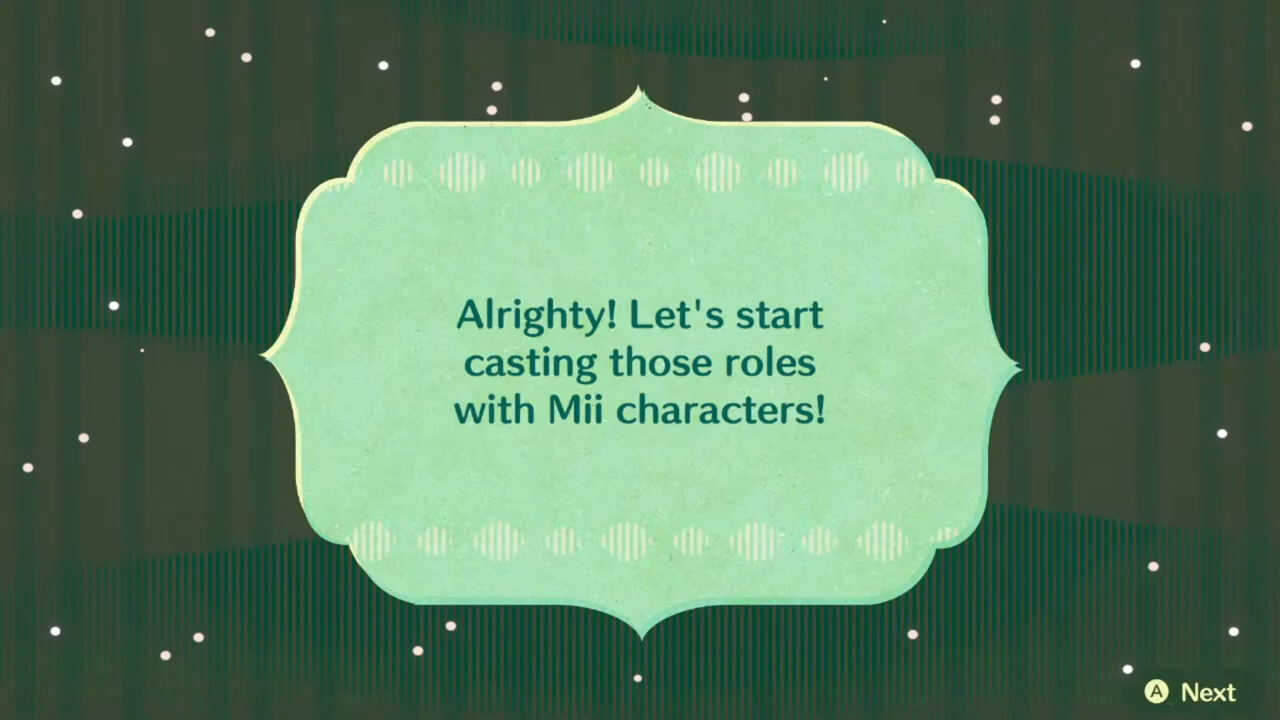 Alrighty! Let's start
casting those roles
with Mii characters!
A Next